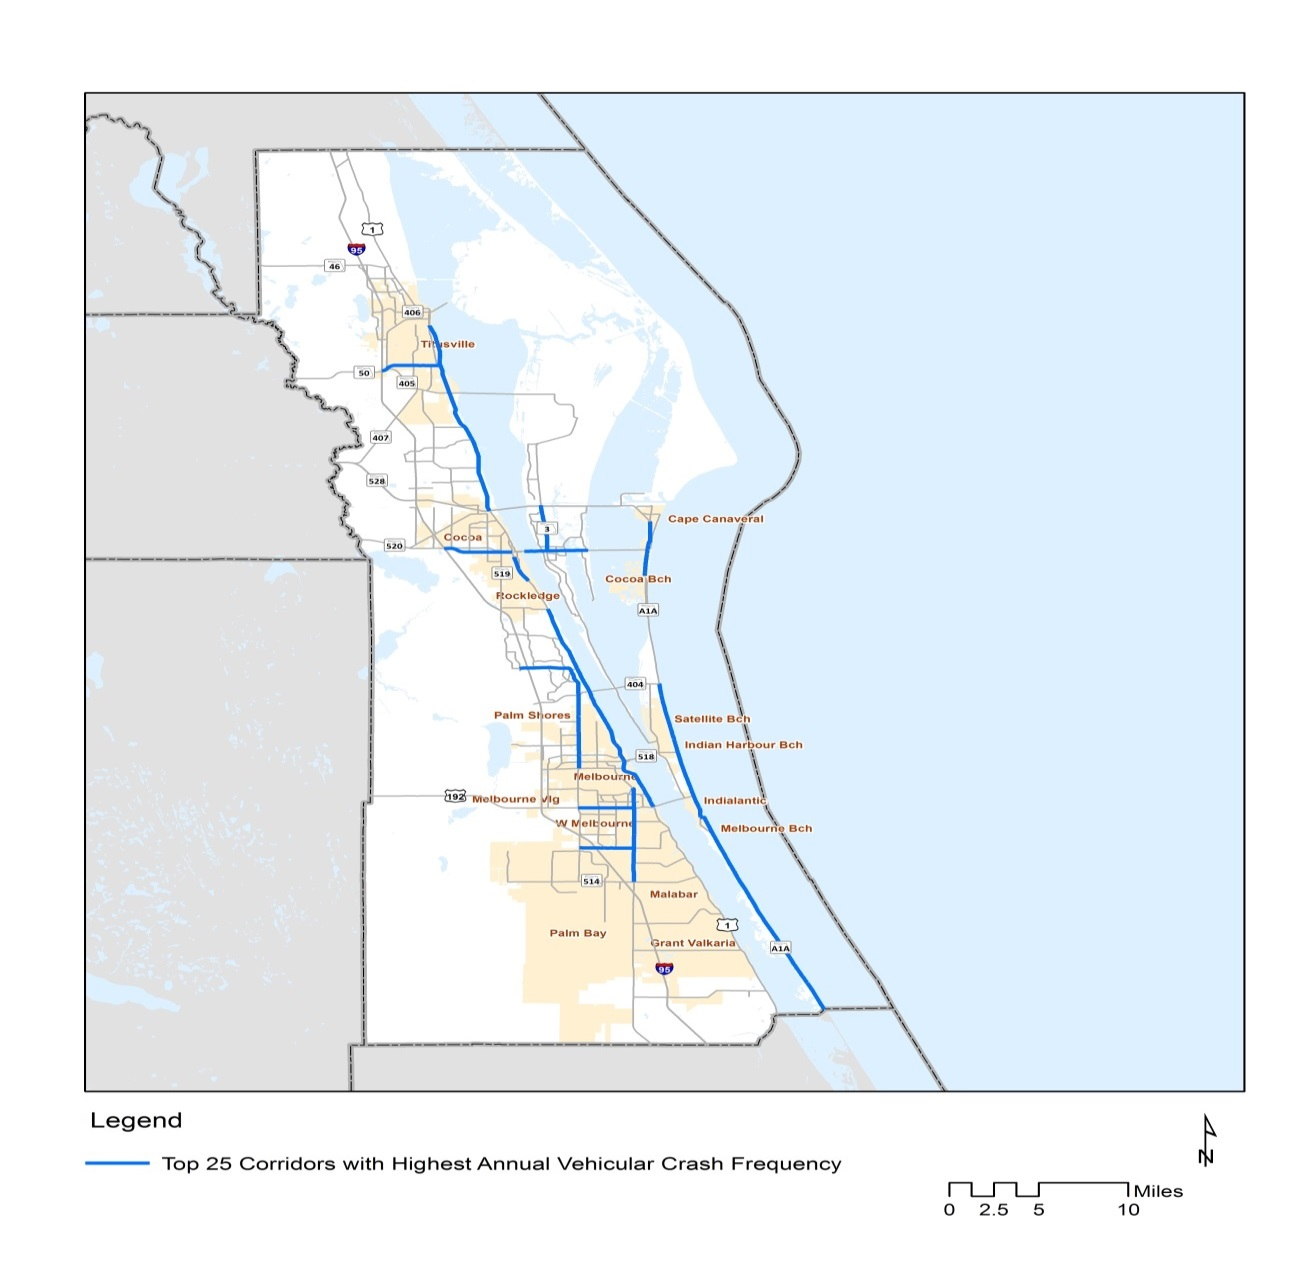 1
95
46
406
Titusville
50
405
407
528
Cape Canaveral
3
Cocoa
520
519
Cocoa Bch
Rockledge
A1A
404
Palm Shores
Satellite Bch
Indian Harbour Bch
518
Melbourne
192
Melbourne Vlg
Indialantic
W Melbourne
Melbourne Bch
514
Malabar
1
Palm Bay
Grant Valkaria
A1A
95
Legend
Top 25 Corridors with Highest Annual Vehicular Crash Frequency
N
Miles
0 2.5 5 10